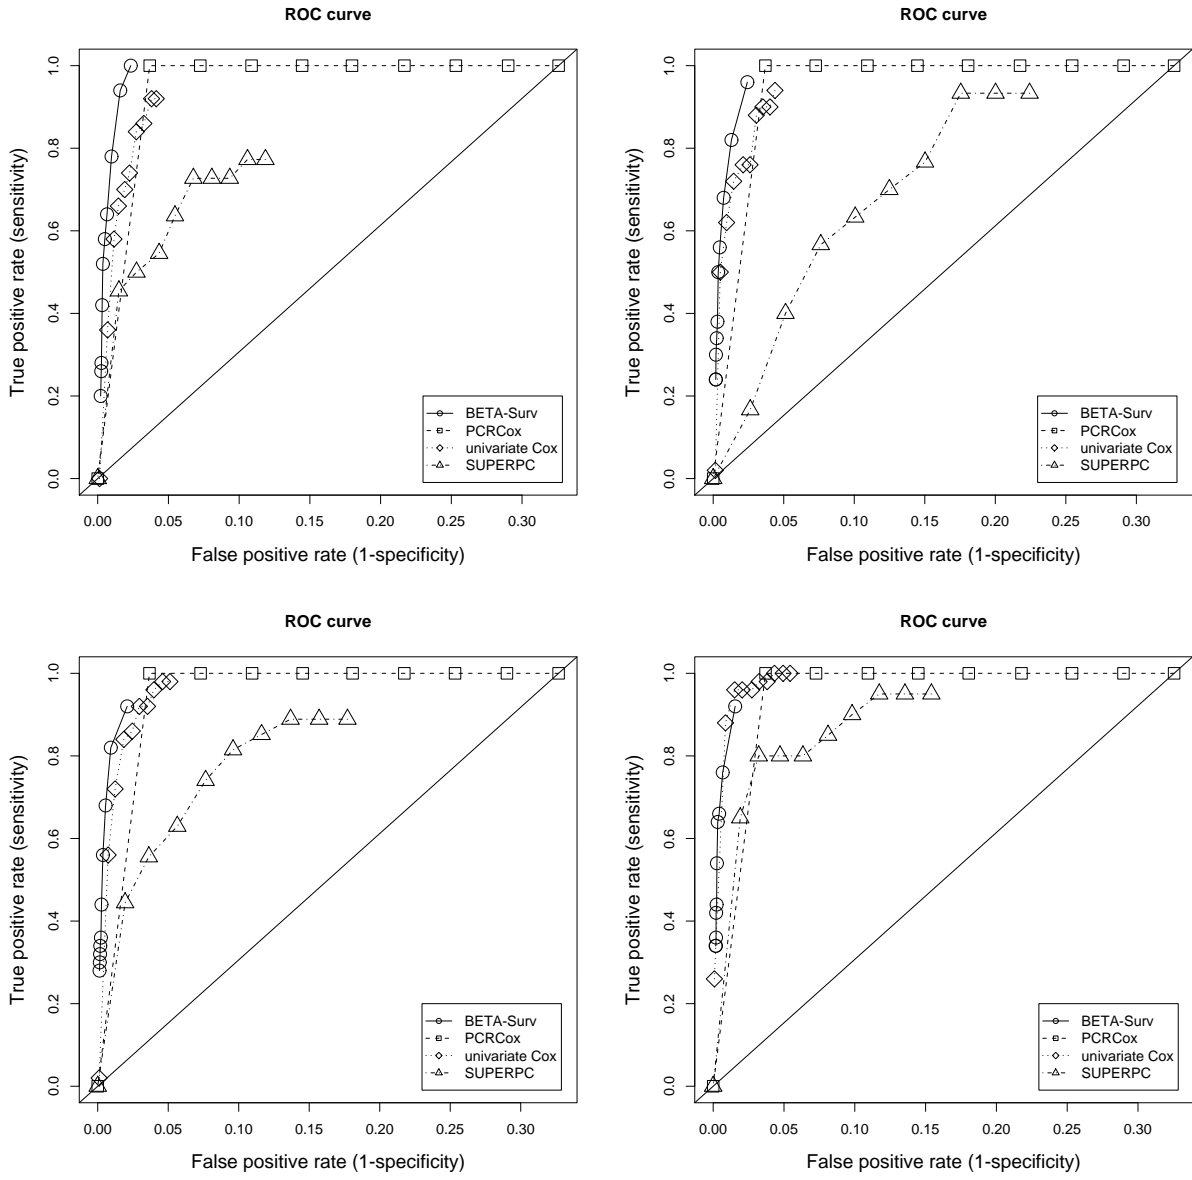 ROC curve
True positive rate (sensitivity)
0.0 0.2 0.4 0.6 0.8 1.0
BETA-Surv
PCRCox
univariate Cox
SUPERPC
0.00 0.05 0.10 0.15 0.20 0.25 0.30
False positive rate (1-specificity)
ROC curve
True positive rate (sensitivity)
0.0 0.2 0.4 0.6 0.8 1.0
BETA-Surv
PCRCox
univariate Cox
SUPERPC
0.00 0.05 0.10 0.15 0.20 0.25 0.30
False positive rate (1-specificity)
ROC curve
True positive rate (sensitivity)
0.0 0.2 0.4 0.6 0.8 1.0
BETA-Surv
PCRCox
univariate Cox
SUPERPC
0.00 0.05 0.10 0.15 0.20 0.25 0.30
False positive rate (1-specificity)
ROC curve
True positive rate (sensitivity)
0.0 0.2 0.4 0.6 0.8 1.0
BETA-Surv
PCRCox
univariate Cox
SUPERPC
0.00 0.05 0.10 0.15 0.20 0.25 0.30
False positive rate (1-specificity)